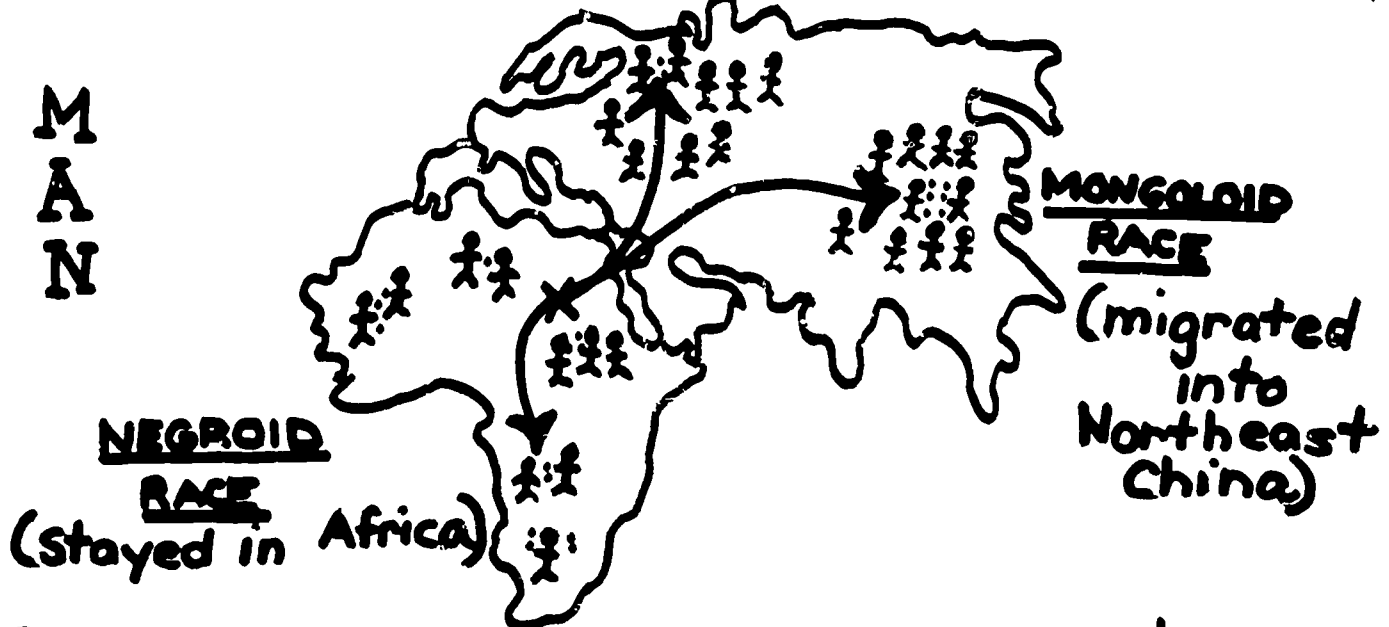 M
A
N
MONGOLOID
RACE
(migrated
into
Northeast
China)
NEGROID
RACE
(stayed in Africa)